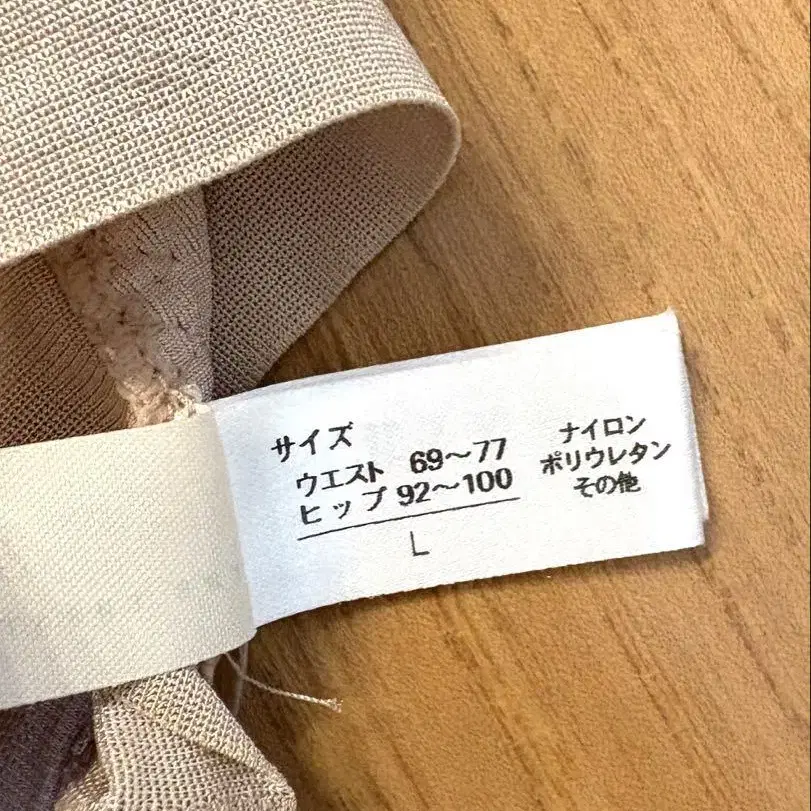 サイズ
ウエスト 69～77
ヒップ 92～100
L
ナイロン
ポリウレタン
その他